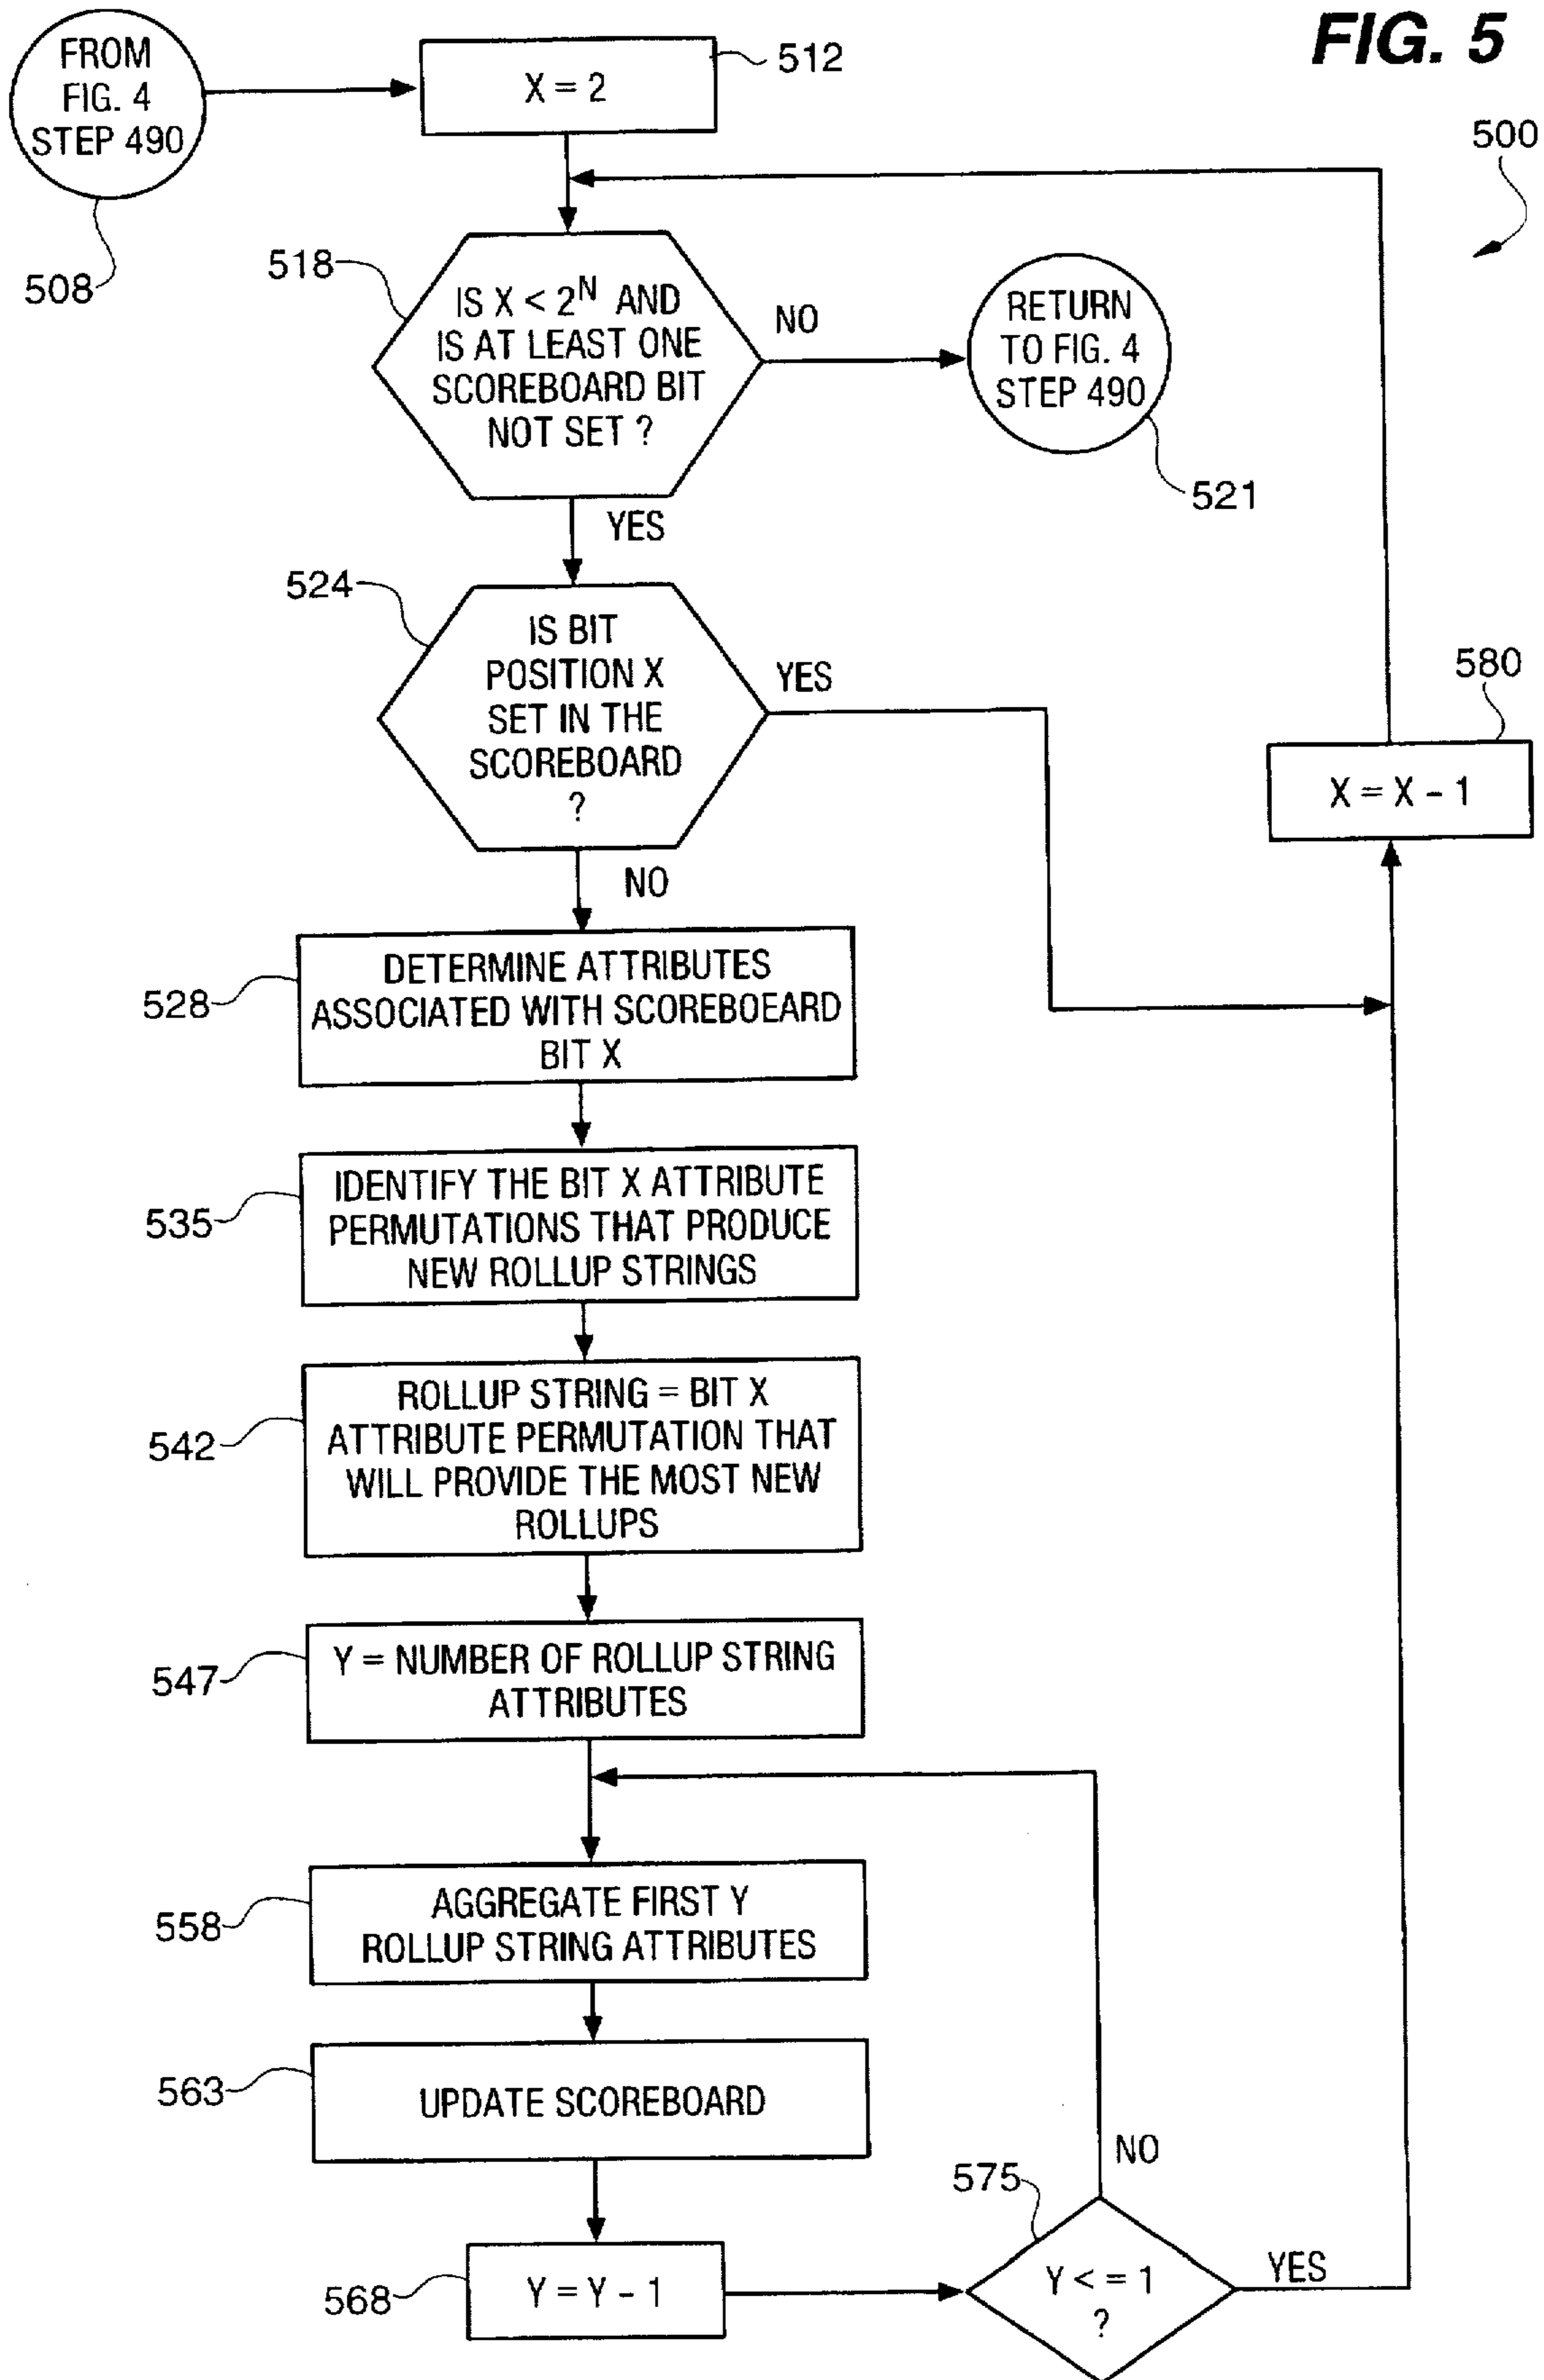 FIG. 5
FROM
FIG. 4
STEP 490
508
X = 2
512
500
518
IS X < 2^N AND
IS AT LEAST ONE
SCOREBOARD BIT
NOT SET ?
NO
RETURN
TO FIG. 4
STEP 490
521
YES
524
IS BIT
POSITION X
SET IN THE
SCOREBOARD
?
YES
580
X = X - 1
NO
528
DETERMINE ATTRIBUTES
ASSOCIATED WITH SCOREBOEARD
BIT X
535
IDENTIFY THE BIT X ATTRIBUTE
PERMUTATIONS THAT PRODUCE
NEW ROLLUP STRINGS
542
ROLLUP STRING = BIT X
ATTRIBUTE PERMUTATION THAT
WILL PROVIDE THE MOST NEW
ROLLUPS
547
Y = NUMBER OF ROLLUP STRING
ATTRIBUTES
558
AGGREGATE FIRST Y
ROLLUP STRING ATTRIBUTES
563
UPDATE SCOREBOARD
568
Y = Y - 1
575
Y < = 1
?
NO
YES